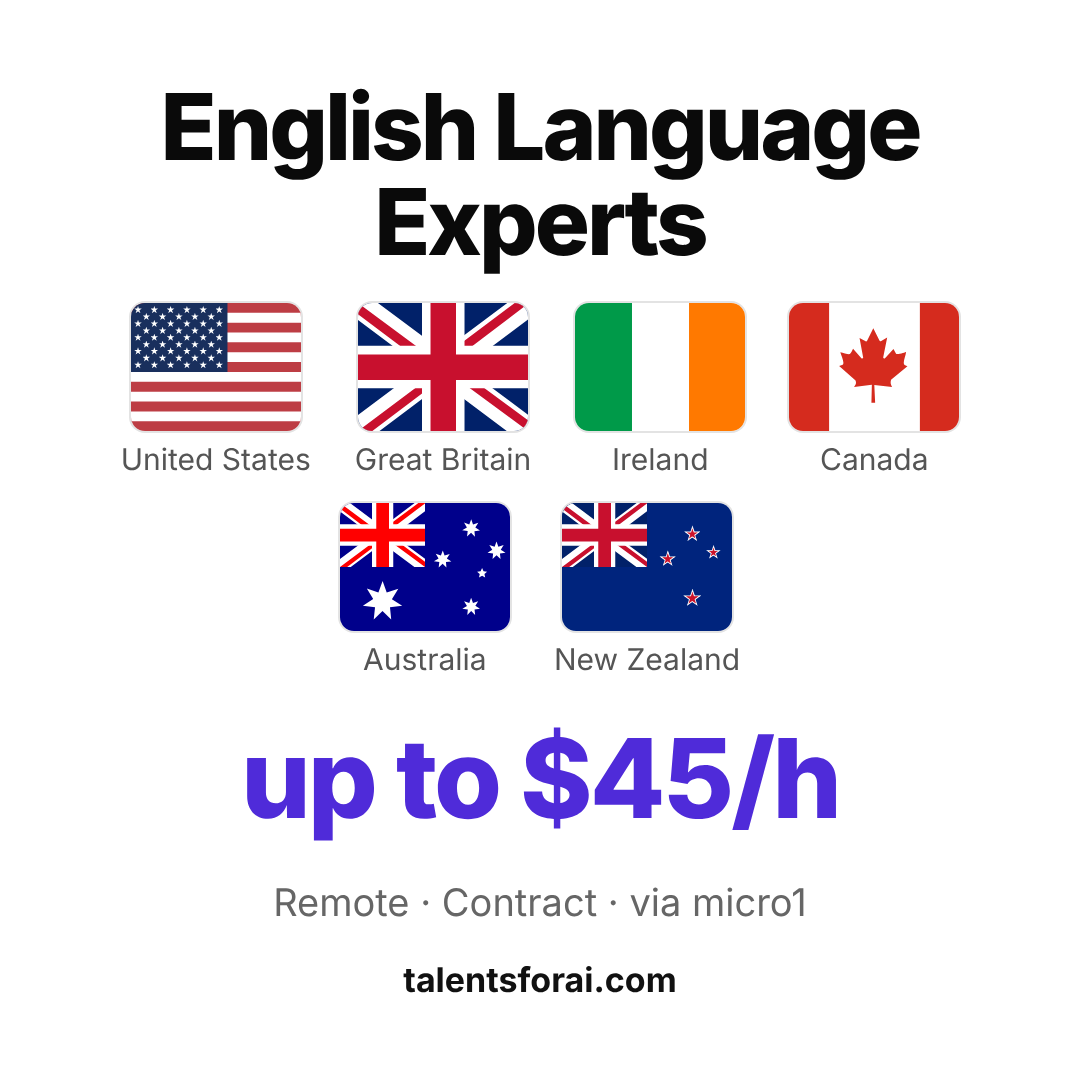 English Language
Experts
United States Great Britain Ireland Canada
Australia New Zealand
up to $45/h
Remote · Contract · via micro1
talentsforai.com